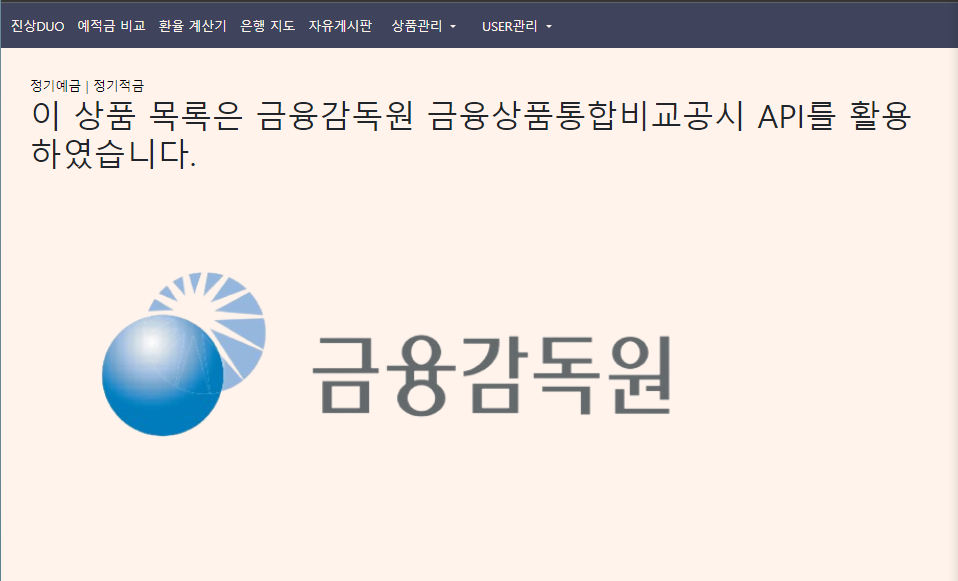 진상DUO 예적금 비교 환율 계산기 은행 지도 자유게시판 상품관리 USER관리
정기예금 | 정기적금
이 상품 목록은 금융감독원 금융상품통합비교공시 API를 활용
하였습니다.
금융감독원